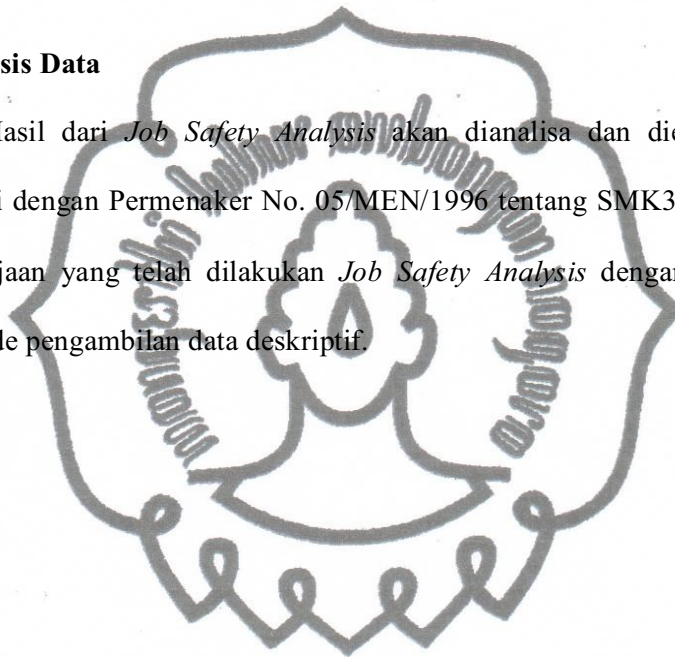 sis Data
Hasil dari Job Safety Analysis akan dianalisa dan die
i dengan Permenaker No. 05/MEN/1996 tentang SMK3
jaan yang telah dilakukan Job Safety Analysis dengan
de pengambilan data deskriptif.